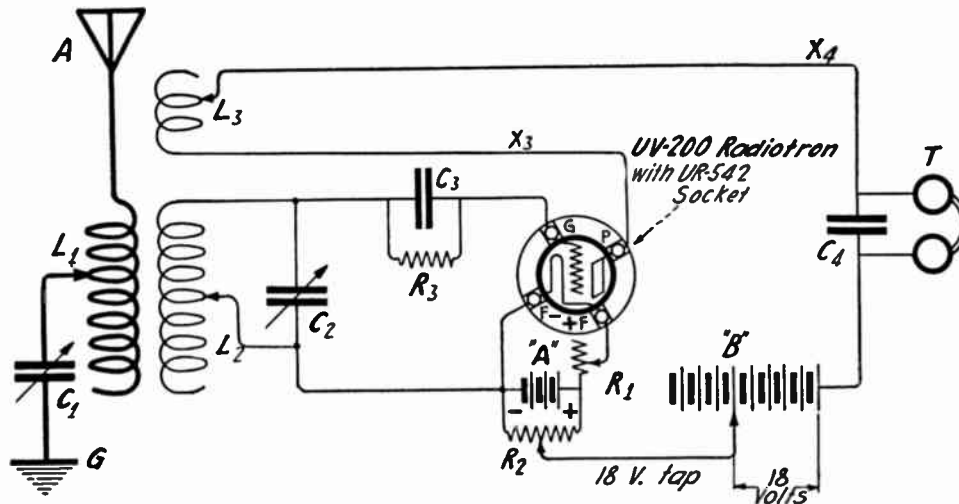 A
X4
L3
X3
UV-200 Radiotron
with UR-542
Socket
T
C3
G
P
C4
L1
R3
F-
+F
C2
L2
"A"
"B"
R1
C1
-
+
R2
G
18 V. tap
18
Volts